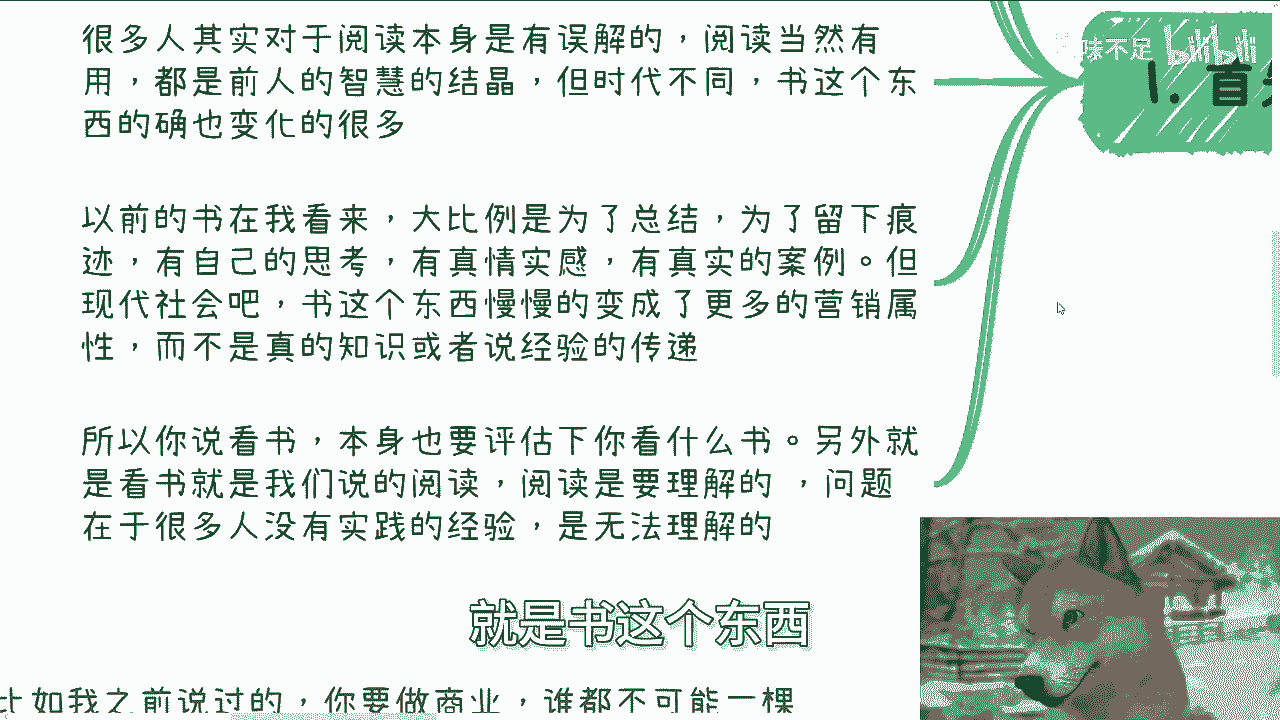 很多人其实对于阅读本身是有误解的，阅读当然有
用，都是前人的智慧的结晶，但时代不同，书这个东
西的确也变化的很多
以前的书在我看来，大比例是为了总结，为了留下痕
迹，有自己的思考，有真情实感，有真实的案例。但
现代社会吧，书这个东西慢慢的变成了更多的营销属
性，而不是真的知识或者说经验的传递
所以你说看书，本身也要评估下你看什么书。另外就
是看书就是我们说的阅读，阅读是要理解的 ，问题
在于很多人没有实践的经验，是无法理解的
味不足 bilibili
1. 首
就是书这个东西
比如我之前说过的，你要做商业，谁都不可能一棵